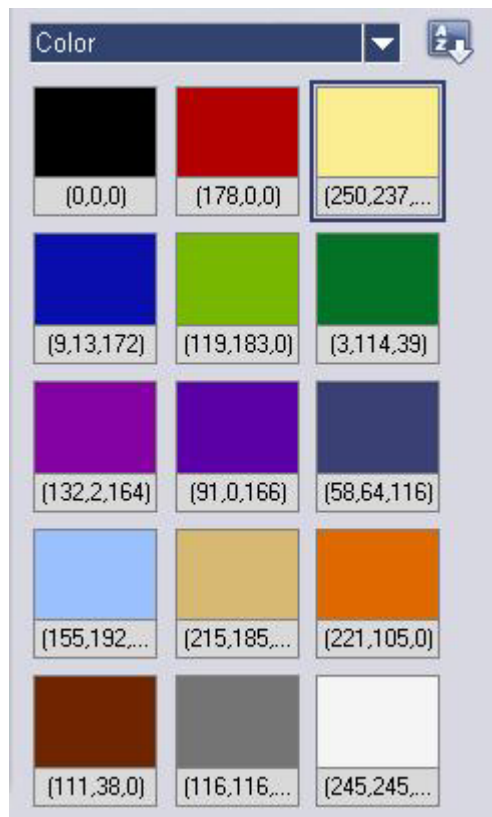 Color
A
Z
(0,0,0) (178,0,0) (250,237,...
(9,13,172) (119,183,0) (3,114,39)
(132,2,164) (91,0,166) (58,64,116)
(155,192,... (215,185,... (221,105,0)
(111,38,0) (116,116,... (245,245,...